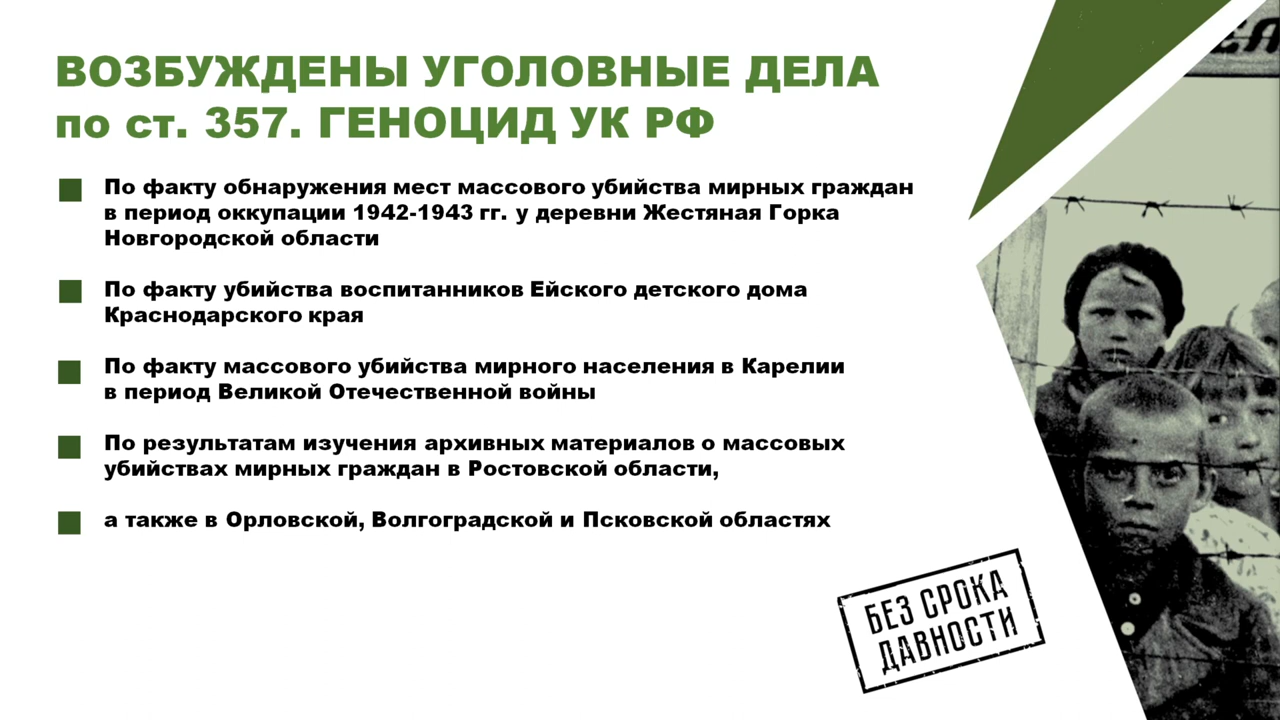 ВОЗБУЖДЕНЫ УГОЛОВНЫЕ ДЕЛА
по ст. 357. ГЕНОЦИД УК РФ
По факту обнаружения мест массового убийства мирных граждан
в период оккупации 1942-1943 гг. у деревни Жестяная Горка
Новгородской области
По факту убийства воспитанников Ейского детского дома
Краснодарского края
По факту массового убийства мирного населения в Карелии
в период Великой Отечественной войны
По результатам изучения архивных материалов о массовых
убийствах мирных граждан в Ростовской области,
а также в Орловской, Волгоградской и Псковской областях
БЕЗ СРОКА
ДАВНОСТИ